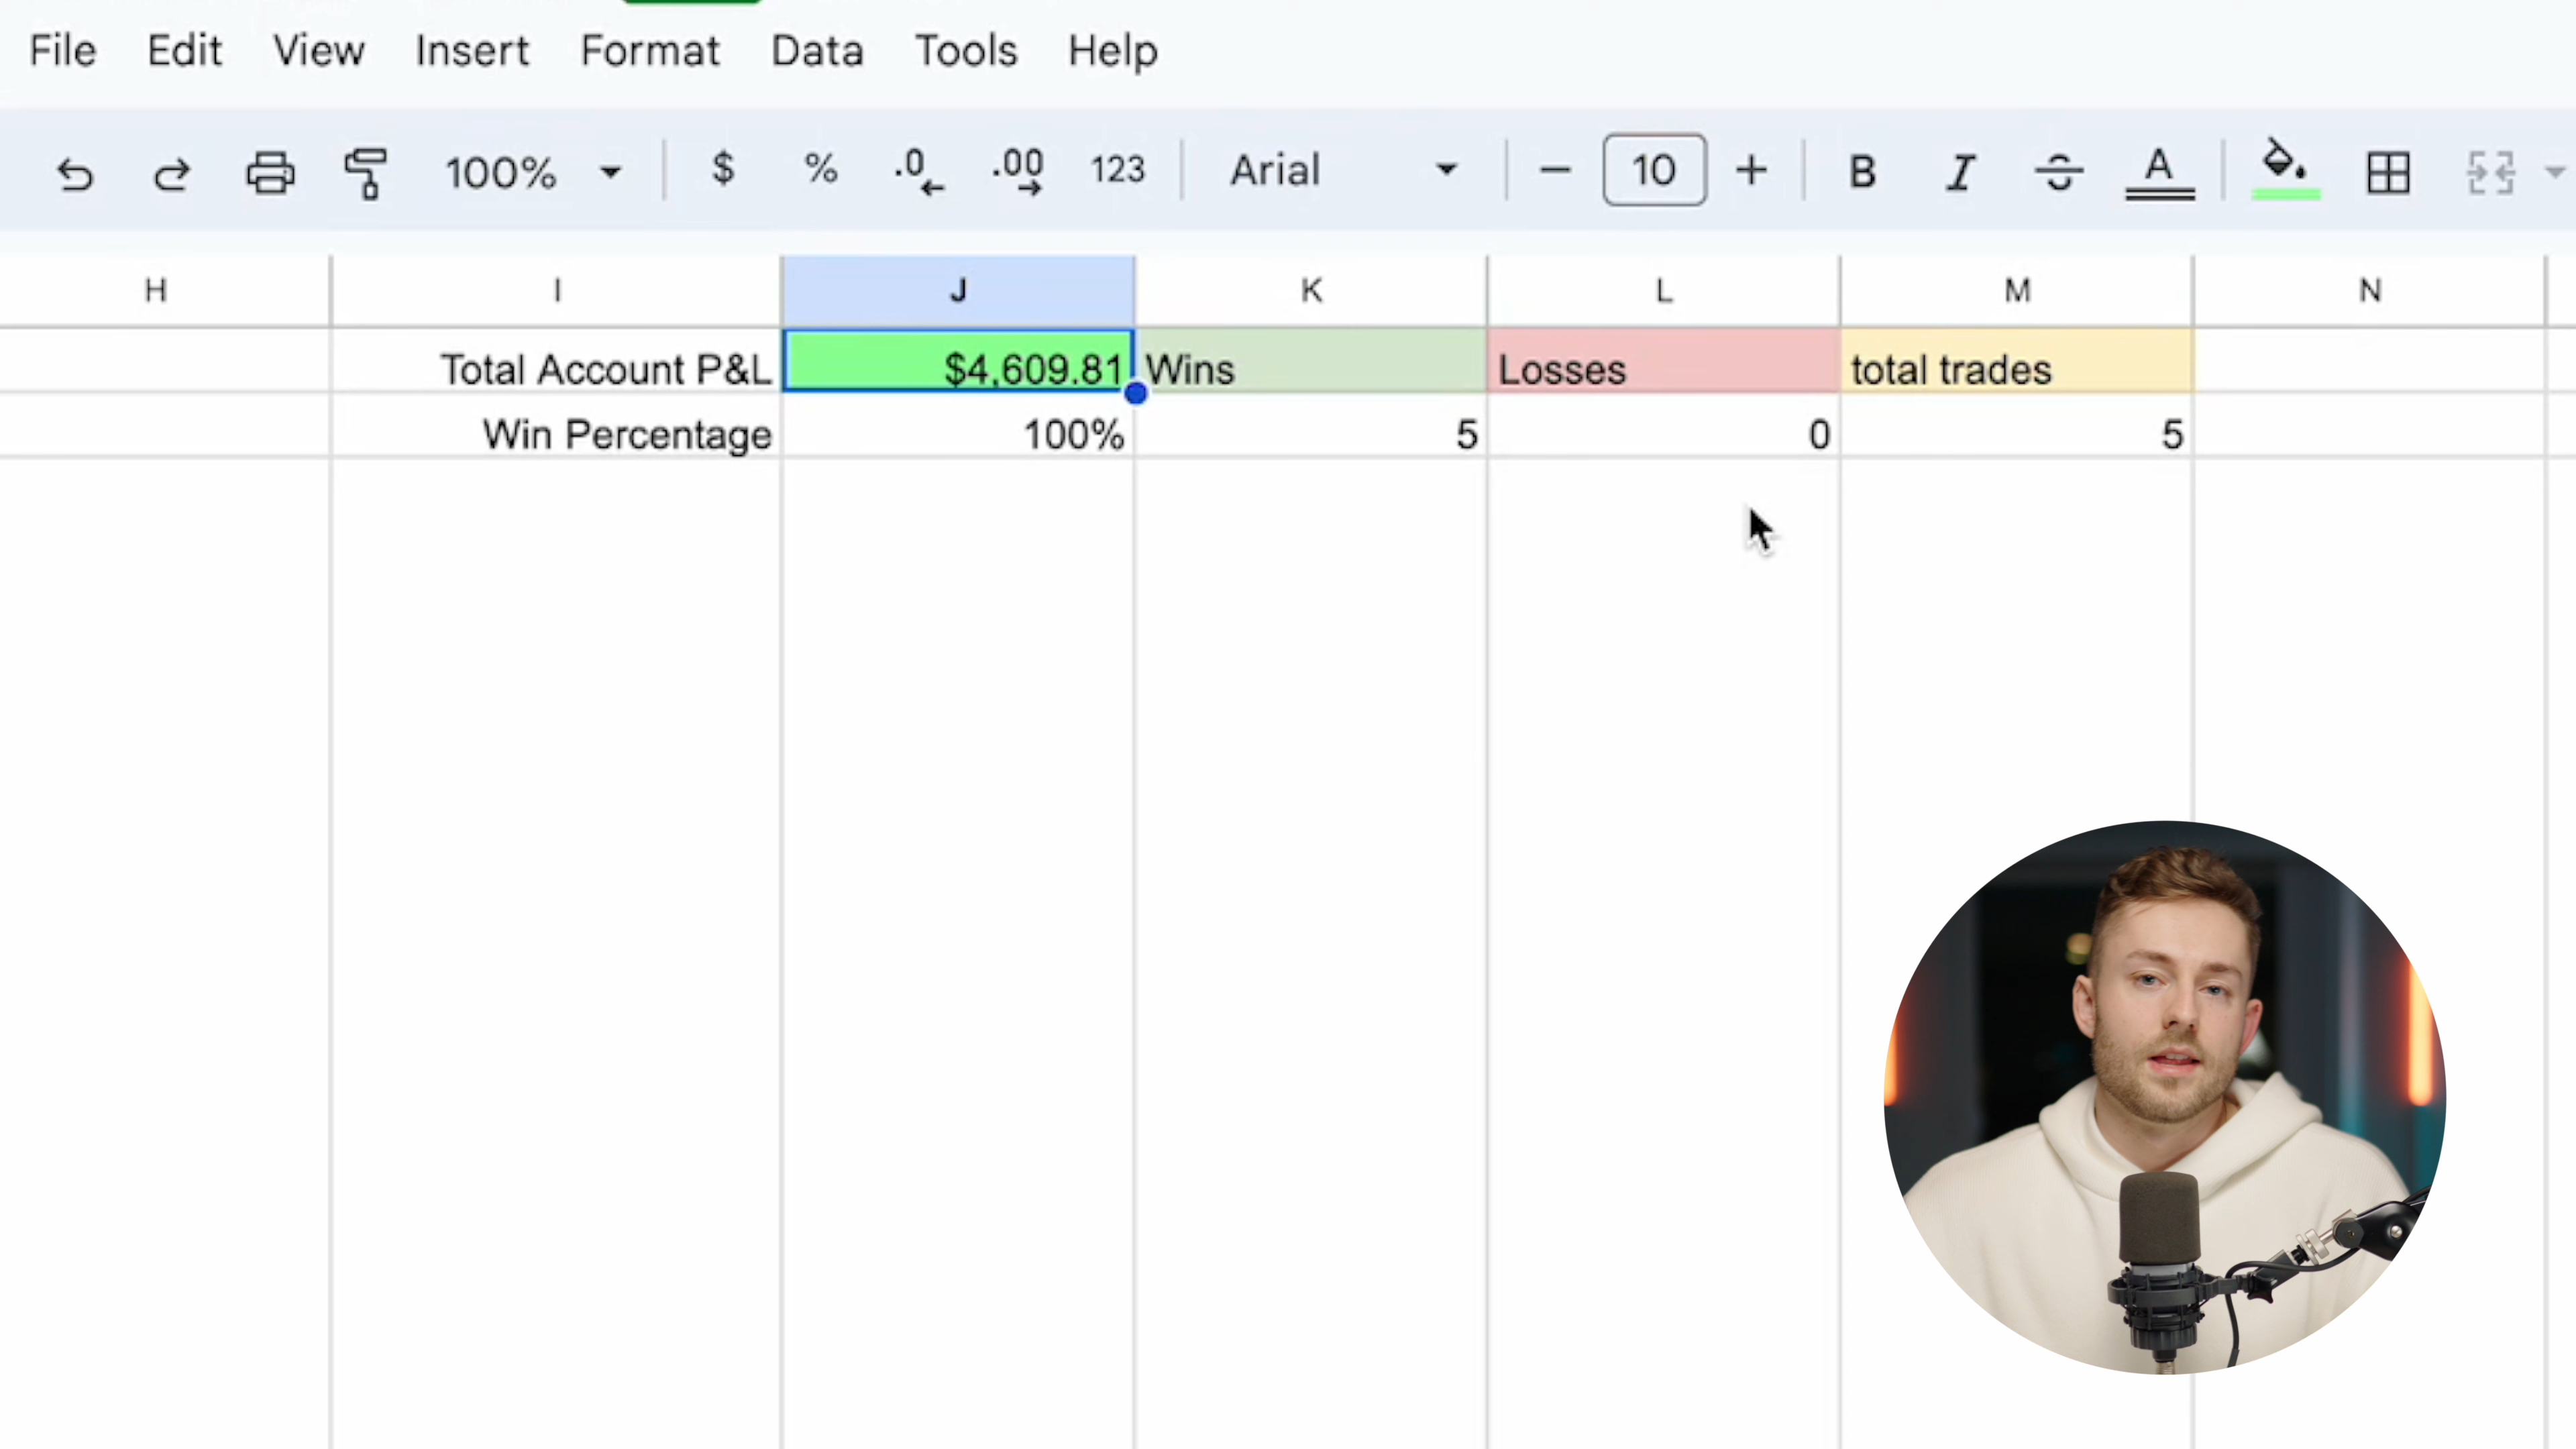 File Edit View Insert Format Data Tools Help
100% $ % .0 .00 123 Arial 10 B I S A
H I J K L M N
Total Account P&L $4,609.81 Wins Losses total trades
Win Percentage 100% 5 0 5